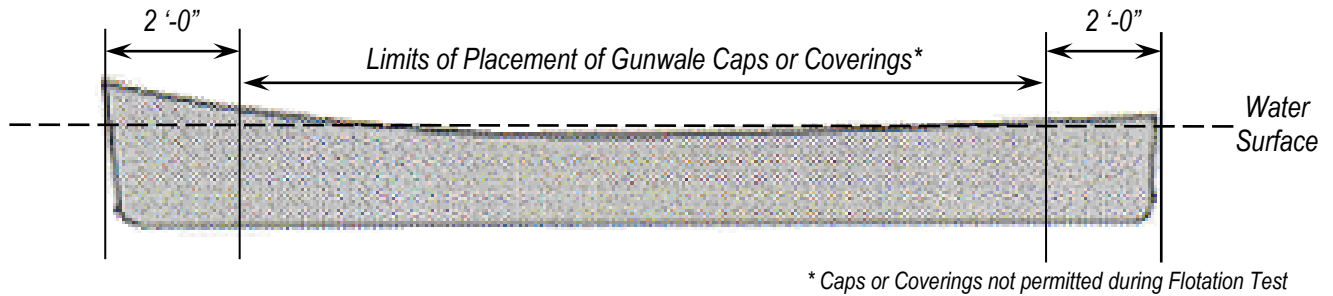 2 ‘-0” 2 ‘-0”
Limits of Placement of Gunwale Caps or Coverings*
Water
Surface
* Caps or Coverings not permitted during Flotation Test